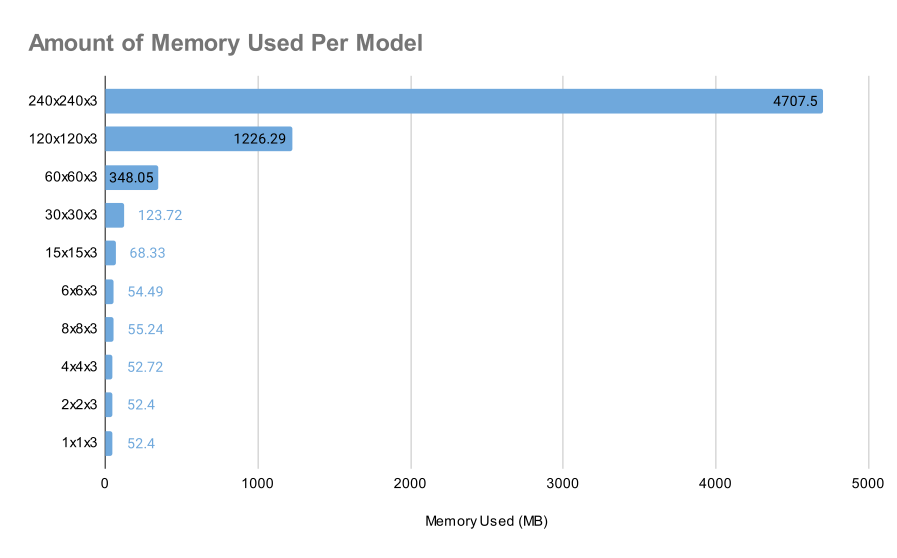 Amount of Memory Used Per Model
240x240x3 4707.5
120x120x3 1226.29
60x60x3 348.05
30x30x3 123.72
15x15x3 68.33
6x6x3 54.49
8x8x3 55.24
4x4x3 52.72
2x2x3 52.4
1x1x3 52.4
0 1000 2000 3000 4000 5000
Memory Used (MB)